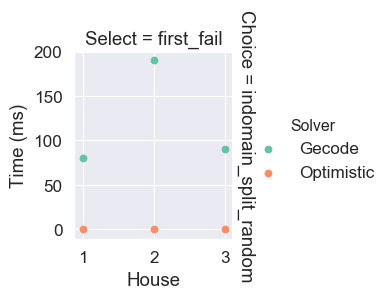 Select = first_fail
Choice = indomain_split_random
Time (ms)
200
150
100
50
0
1 2 3
House
Solver
Gecode
Optimistic